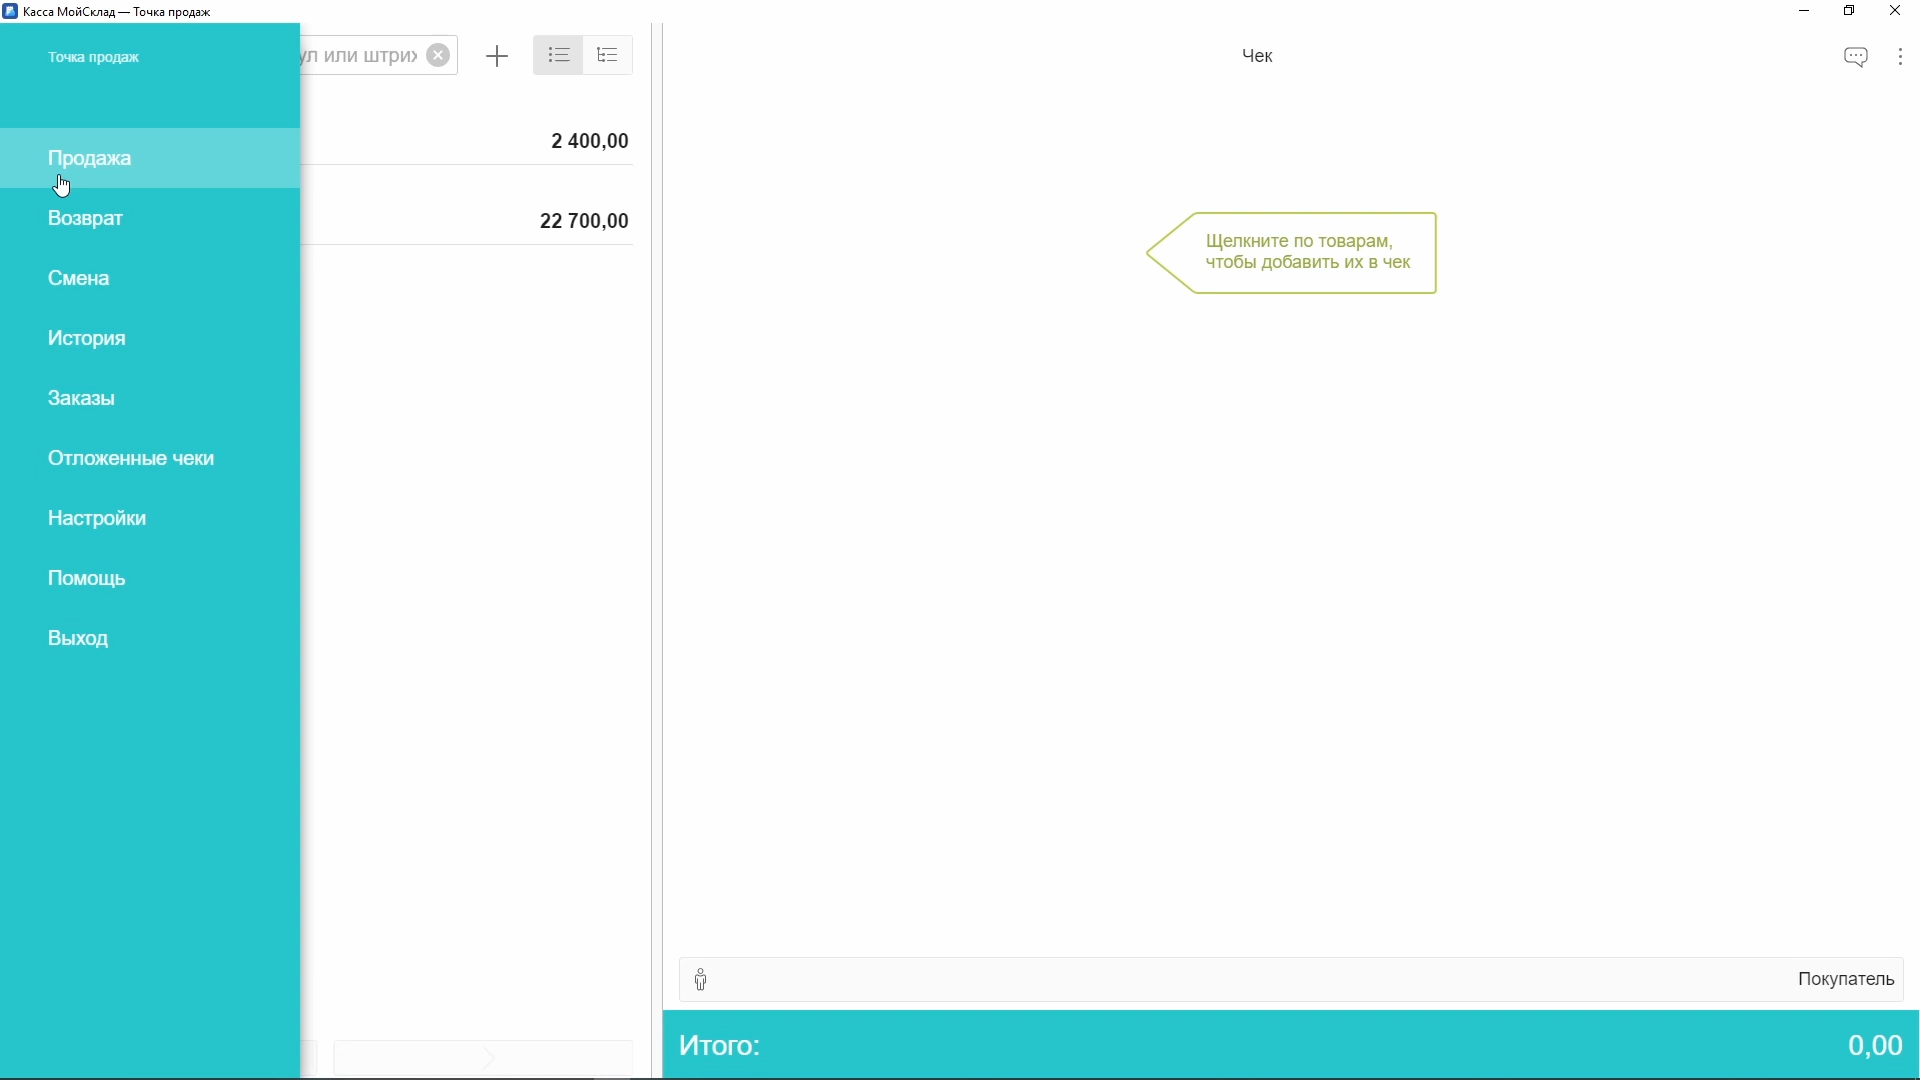 Касса МойСклад — Точка продаж
Точка продаж
или штрих
Чек
Продажа
2 400,00
Возврат
22 700,00
Щелкните по товарам,
чтобы добавить их в чек
Смена
История
Заказы
Отложенные чеки
Настройки
Помощь
Выход
Покупатель
Итого:
0,00